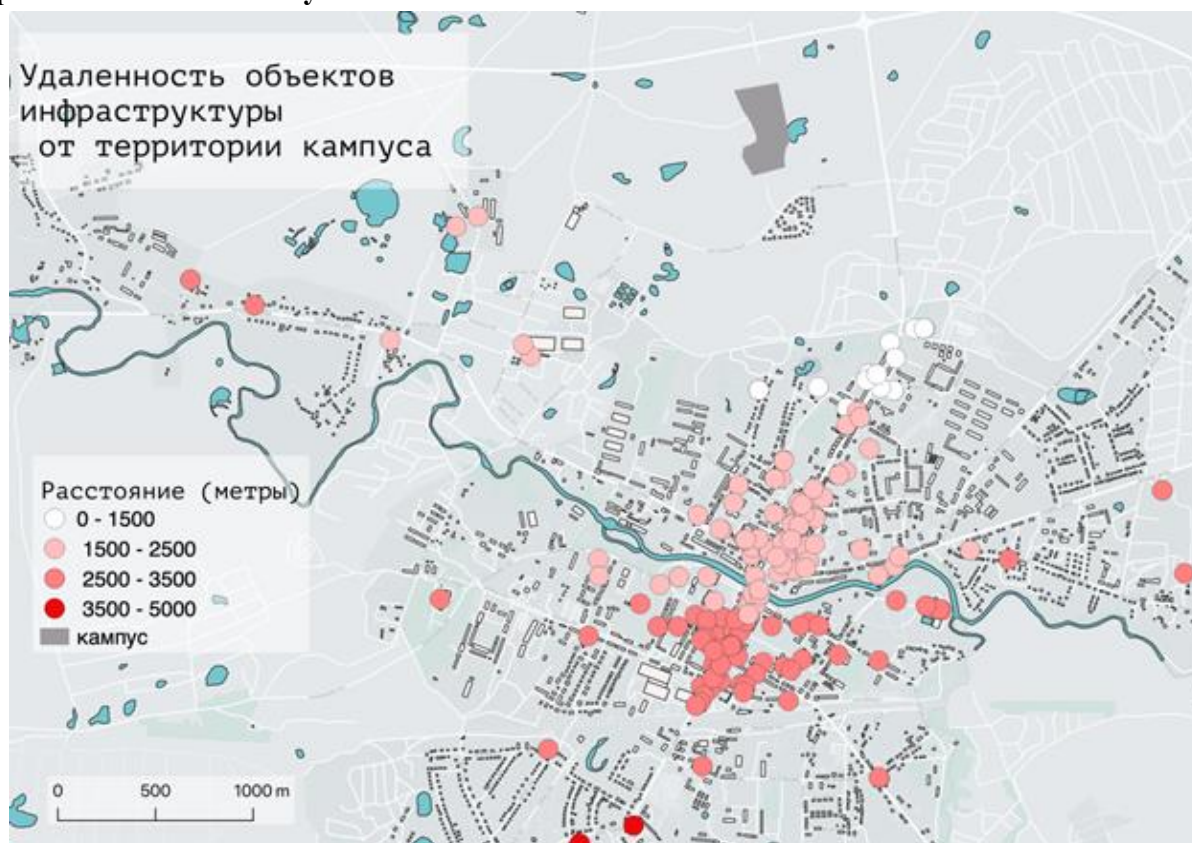 Удаленность объектов
инфраструктуры
от территории кампуса
Расстояние (метры)
0 - 1500
1500 - 2500
2500 - 3500
3500 - 5000
кампус
0 500 1000 m